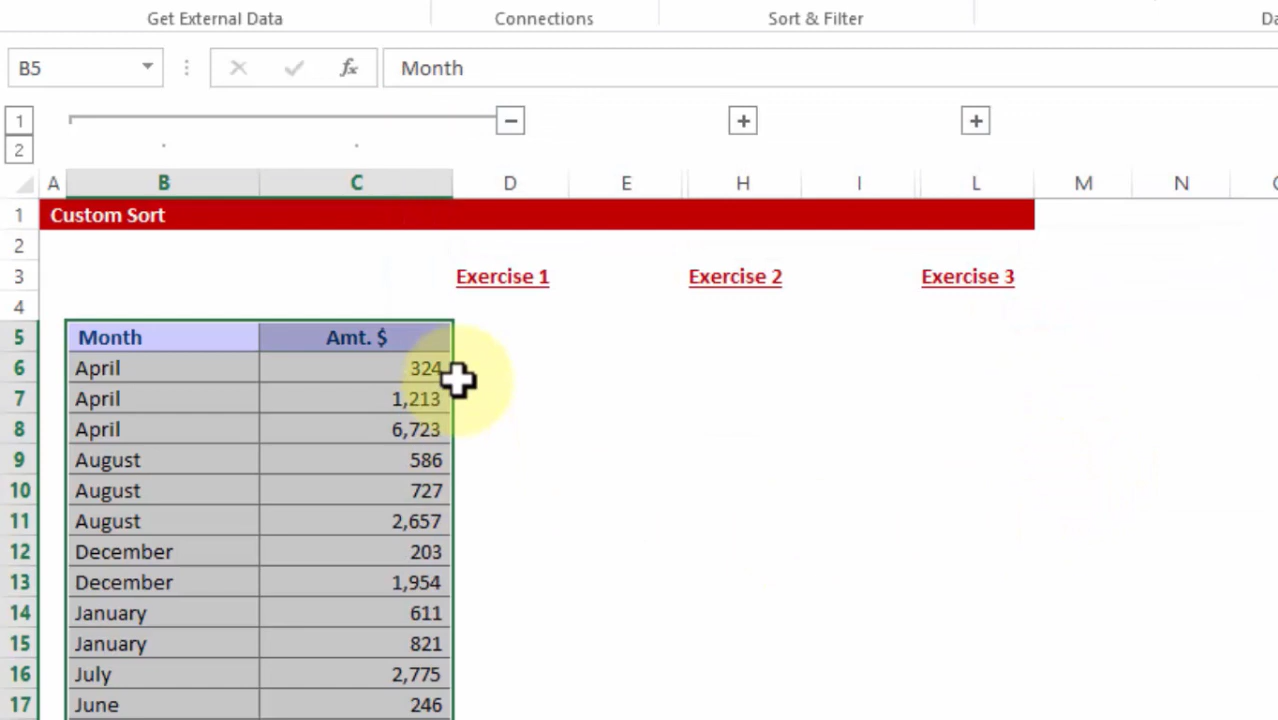 Get External Data Connections Sort & Filter Da
B5 fx Month
1
2
A B C D E H I L M N
1 Custom Sort
2
3 Exercise 1 Exercise 2 Exercise 3
4
5 Month Amt. $
6 April 324
7 April 1,213
8 April 6,723
9 August 586
10 August 727
11 August 2,657
12 December 203
13 December 1,954
14 January 611
15 January 821
16 July 2,775
17 June 246